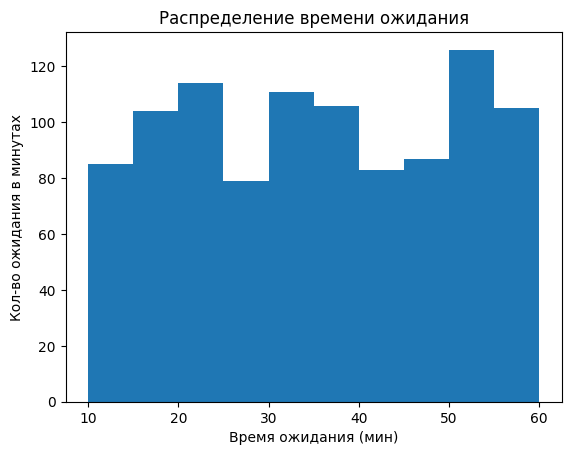 Распределение времени ожидания
Кол-во ожидания в минутах
120
100
80
60
40
20
0
10 20 30 40 50 60
Время ожидания (мин)